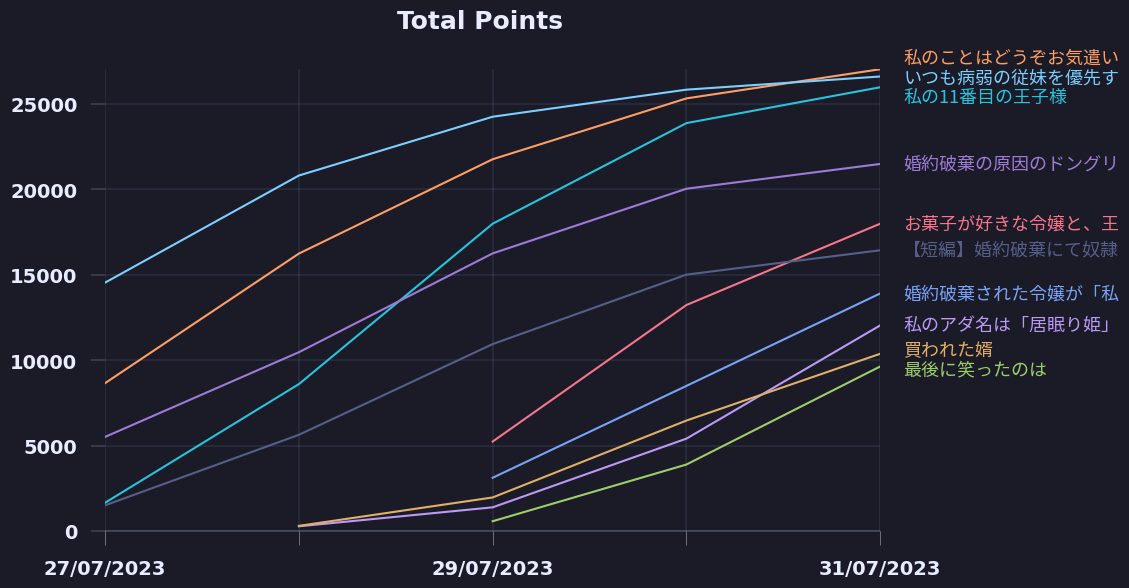 Total Points
私のことはどうぞお気遣い
いつも病弱の従妹を優先す
私の11番目の王子様
25000
20000
婚約破棄の原因のドングリ
お菓子が好きな令嬢と、王
【短編】婚約破棄にて奴隷
15000
婚約破棄された令嬢が「私
私のアダ名は「居眠り姫」
買われた婿
10000
最後に笑ったのは
5000
0
27/07/2023
29/07/2023
31/07/2023